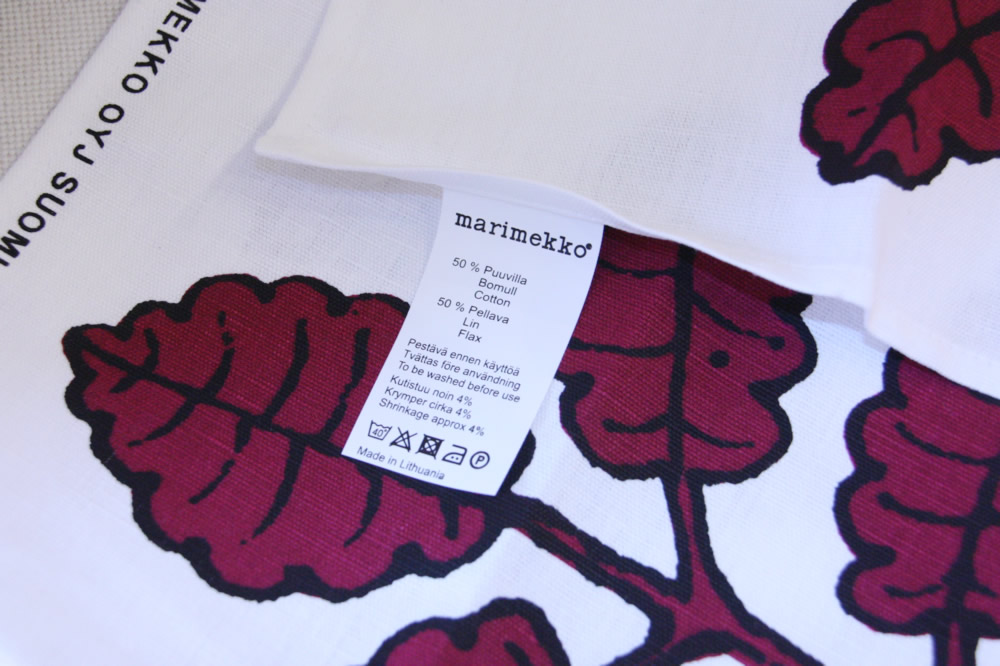 MEKKO OYJ SUOMI
marimekko®
50 % Puuvilla
Bomull
Cotton
50 % Pellava
Lin
Flax
Pestävä ennen käyttöä
Tvättas före användning
To be washed before use
Kutistuu noin 4%
Krymper cirka 4%
Shrinkage approx 4%
40° P
Made in Lithuania